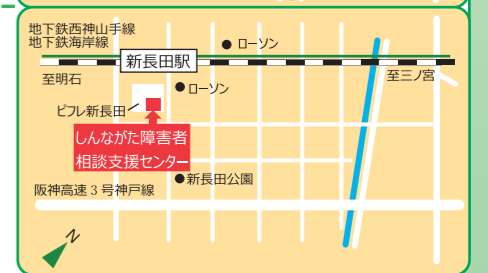 地下鉄西神山手線
地下鉄海岸線
ローソン
新長田駅
至明石
至三ノ宮
ローソン
ピフレ新長田
しんながた障害者
相談支援センター
新長田公園
阪神高速3号神戸線
N